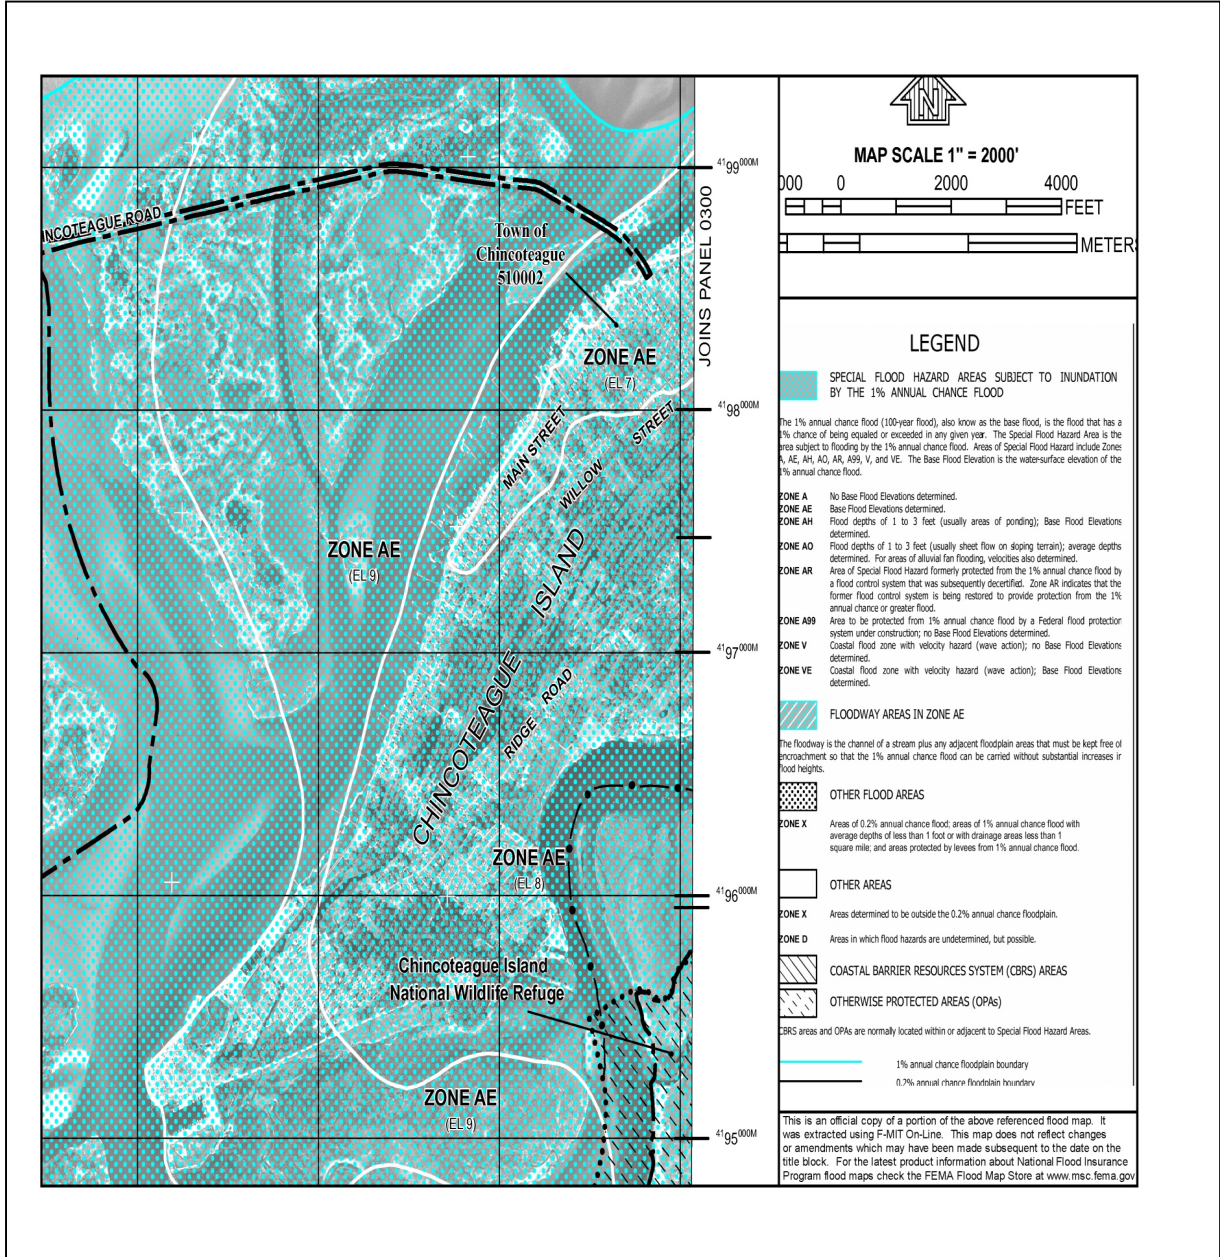 NCOTEAGUE ROAD
Town of
Chincoteague
510002
ZONE AE
(EL 7)
MAIN STREET
WILLOW STREET
ZONE AE
(EL 9)
CHINCOTEAGUE ISLAND
RIDGE ROAD
ZONE AE
(EL 8)
Chincoteague Island
National Wildlife Refuge
ZONE AE
(EL 9)
JOINS PANEL 0300
4199000M
4198000M
4197000M
4196000M
4195000M
N
MAP SCALE 1" = 2000'
000 0 2000 4000
FEET
METERS
LEGEND
SPECIAL FLOOD HAZARD AREAS SUBJECT TO INUNDATION
BY THE 1% ANNUAL CHANCE FLOOD
The 1% annual chance flood (100-year flood), also know as the base flood, is the flood that has a
1% chance of being equaled or exceeded in any given year. The Special Flood Hazard Area is the
area subject to flooding by the 1% annual chance flood. Areas of Special Flood Hazard include Zones
A, AE, AH, AO, AR, A99, V, and VE. The Base Flood Elevation is the water-surface elevation of the
1% annual chance flood.
ZONE A No Base Flood Elevations determined.
ZONE AE Base Flood Elevations determined.
ZONE AH Flood depths of 1 to 3 feet (usually areas of ponding); Base Flood Elevations
determined.
ZONE AO Flood depths of 1 to 3 feet (usually sheet flow on sloping terrain); average depths
determined. For areas of alluvial fan flooding, velocities also determined.
ZONE AR Area of Special Flood Hazard formerly protected from the 1% annual chance flood by
a flood control system that was subsequently decertified. Zone AR indicates that the
former flood control system is being restored to provide protection from the 1%
annual chance or greater flood.
ZONE A99 Area to be protected from 1% annual chance flood by a Federal flood protection
system under construction; no Base Flood Elevations determined.
ZONE V Coastal flood zone with velocity hazard (wave action); no Base Flood Elevations
determined.
ZONE VE Coastal flood zone with velocity hazard (wave action); Base Flood Elevations
determined.
FLOODWAY AREAS IN ZONE AE
The floodway is the channel of a stream plus any adjacent floodplain areas that must be kept free of
encroachment so that the 1% annual chance flood can be carried without substantial increases in
flood heights.
OTHER FLOOD AREAS
ZONE X Areas of 0.2% annual chance flood; areas of 1% annual chance flood with
average depths of less than 1 foot or with drainage areas less than 1
square mile; and areas protected by levees from 1% annual chance flood.
OTHER AREAS
ZONE X Areas determined to be outside the 0.2% annual chance floodplain.
ZONE D Areas in which flood hazards are undetermined, but possible.
COASTAL BARRIER RESOURCES SYSTEM (CBRS) AREAS
OTHERWISE PROTECTED AREAS (OPAs)
CBRS areas and OPAs are normally located within or adjacent to Special Flood Hazard Areas.
1% annual chance floodplain boundary
0.2% annual chance floodplain boundary
This is an official copy of a portion of the above referenced flood map. It
was extracted using F-MIT On-Line. This map does not reflect changes
or amendments which may have been made subsequent to the date on the
title block. For the latest product information about National Flood Insurance
Program flood maps check the FEMA Flood Map Store at www.msc.fema.gov